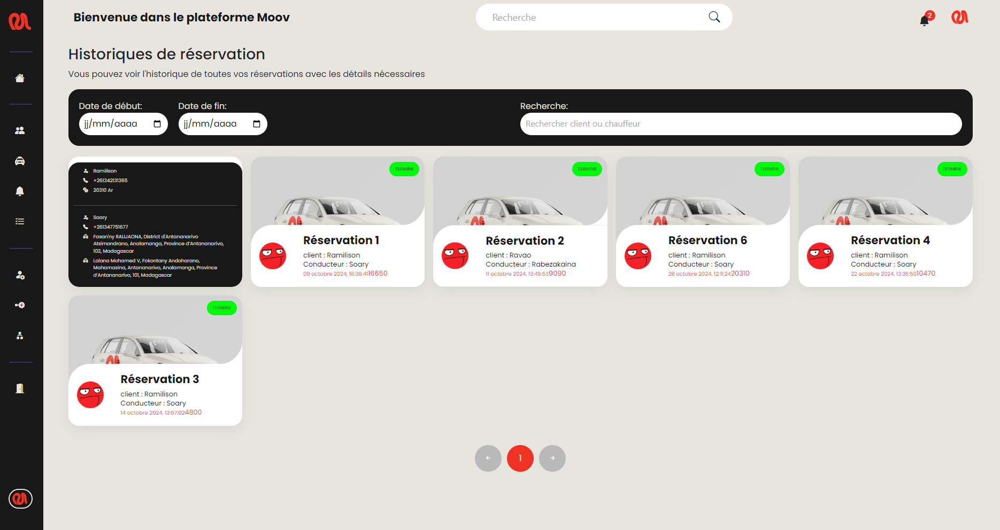 Bienvenue dans le plateforme Moov
Recherche
2
Historiques de réservation
Vous pouvez voir l'historique de toutes vos réservations avec les détails nécessaires
Date de début:
Date de fin:
Recherche:
jj/mm/aaaa
jj/mm/aaaa
Rechercher client ou chauffeur
Ramilison
+261342131365
20310 Ar
Soary
+261347751677
Fasan'ny RALIJAONA, District d'Antananarivo
Atsimondrano, Analamanga, Province d'Antananarivo,
102, Madagascar
Lalana Mohamed V, Fokontany Andoharano,
Mahamasina, Antananarivo, Analamanga, Province
d'Antananarivo, 101, Madagascar
TERMINE
Réservation 1
client : Ramilison
Conducteur : Soary
09 octobre 2024, 16:38:4116650
TERMINE
Réservation 2
client : Ravao
Conducteur : Rabezakaina
11 octobre 2024, 13:45:539090
TERMINE
Réservation 6
client : Ramilison
Conducteur : Soary
28 octobre 2024, 12:11:2420310
TERMINE
Réservation 4
client : Ramilison
Conducteur : Soary
22 octobre 2024, 13:35:5010470
TERMINE
Réservation 3
client : Ramilison
Conducteur : Soary
14 octobre 2024, 13:57:024800
1